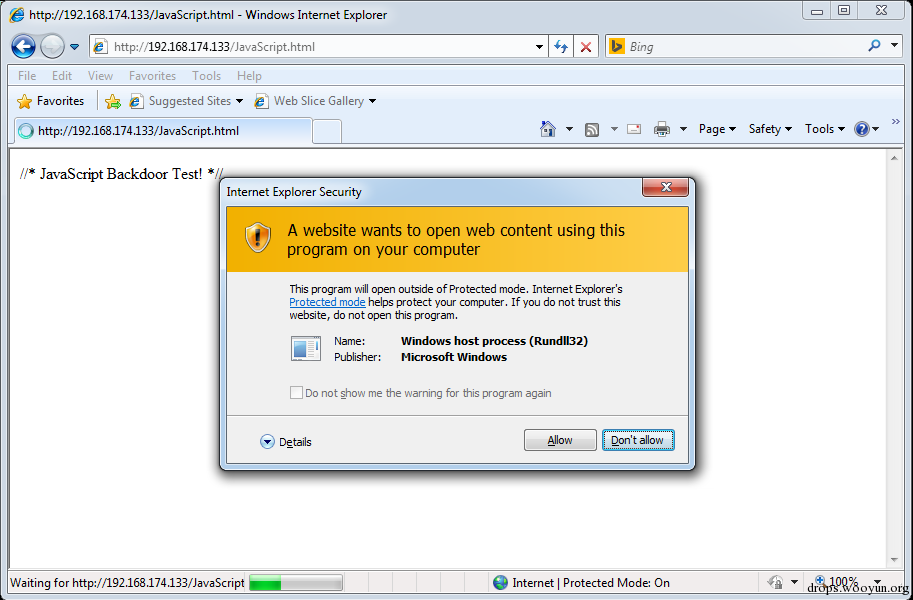 http://192.168.174.133/JavaScript.html - Windows Internet Explorer
http://192.168.174.133/JavaScript.html
Bing
File Edit View Favorites Tools Help
Favorites Suggested Sites Web Slice Gallery
http://192.168.174.133/JavaScript.html Page Safety Tools
//* JavaScript Backdoor Test! *//
Internet Explorer Security
A website wants to open web content using this
program on your computer
This program will open outside of Protected mode. Internet Explorer's
Protected mode helps protect your computer. If you do not trust this
website, do not open this program.
Name: Windows host process (Rundll32)
Publisher: Microsoft Windows
Do not show me the warning for this program again
Details Allow Don't allow
Waiting for http://192.168.174.133/JavaScript Internet | Protected Mode: On 100%
drops.wooyun.org